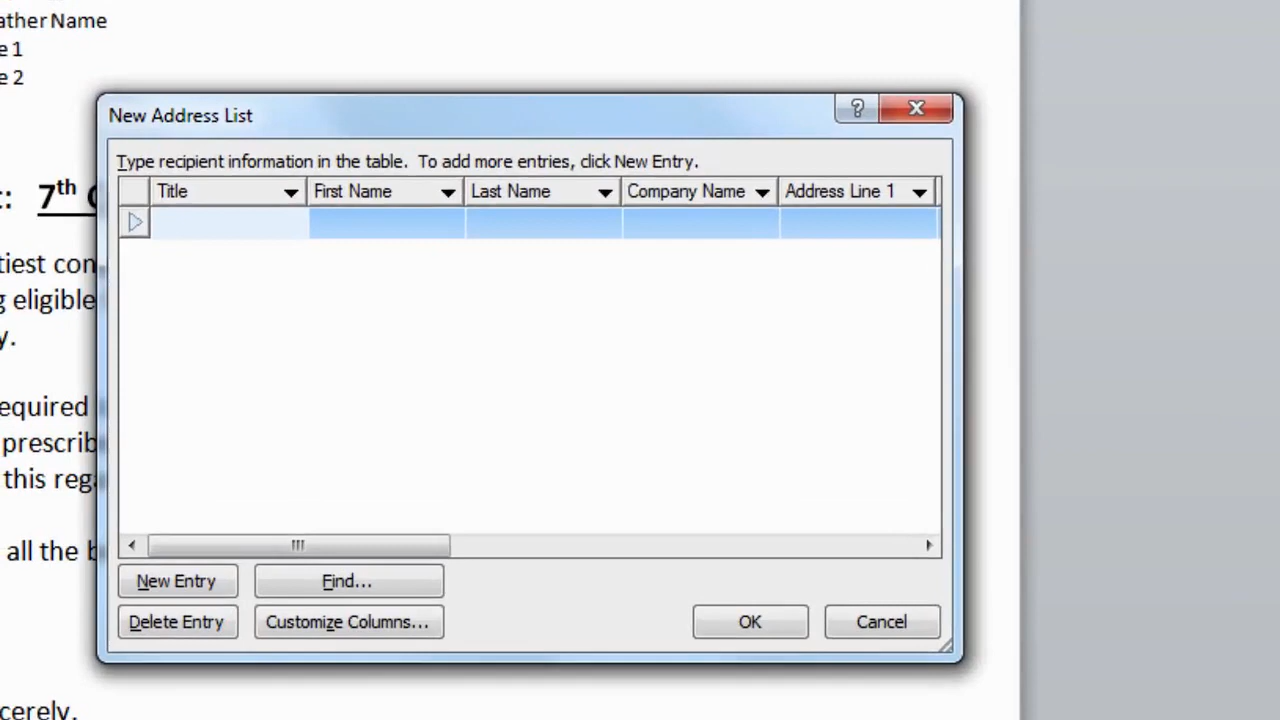 ather Name
e 1
e 2
New Address List
Type recipient information in the table. To add more entries, click New Entry.
Title First Name Last Name Company Name Address Line 1
: 7th
tiest con
g eligible
y.
equired
prescrib
this rega
all the b
New Entry Find...
Delete Entry Customize Columns... OK Cancel
cerely,